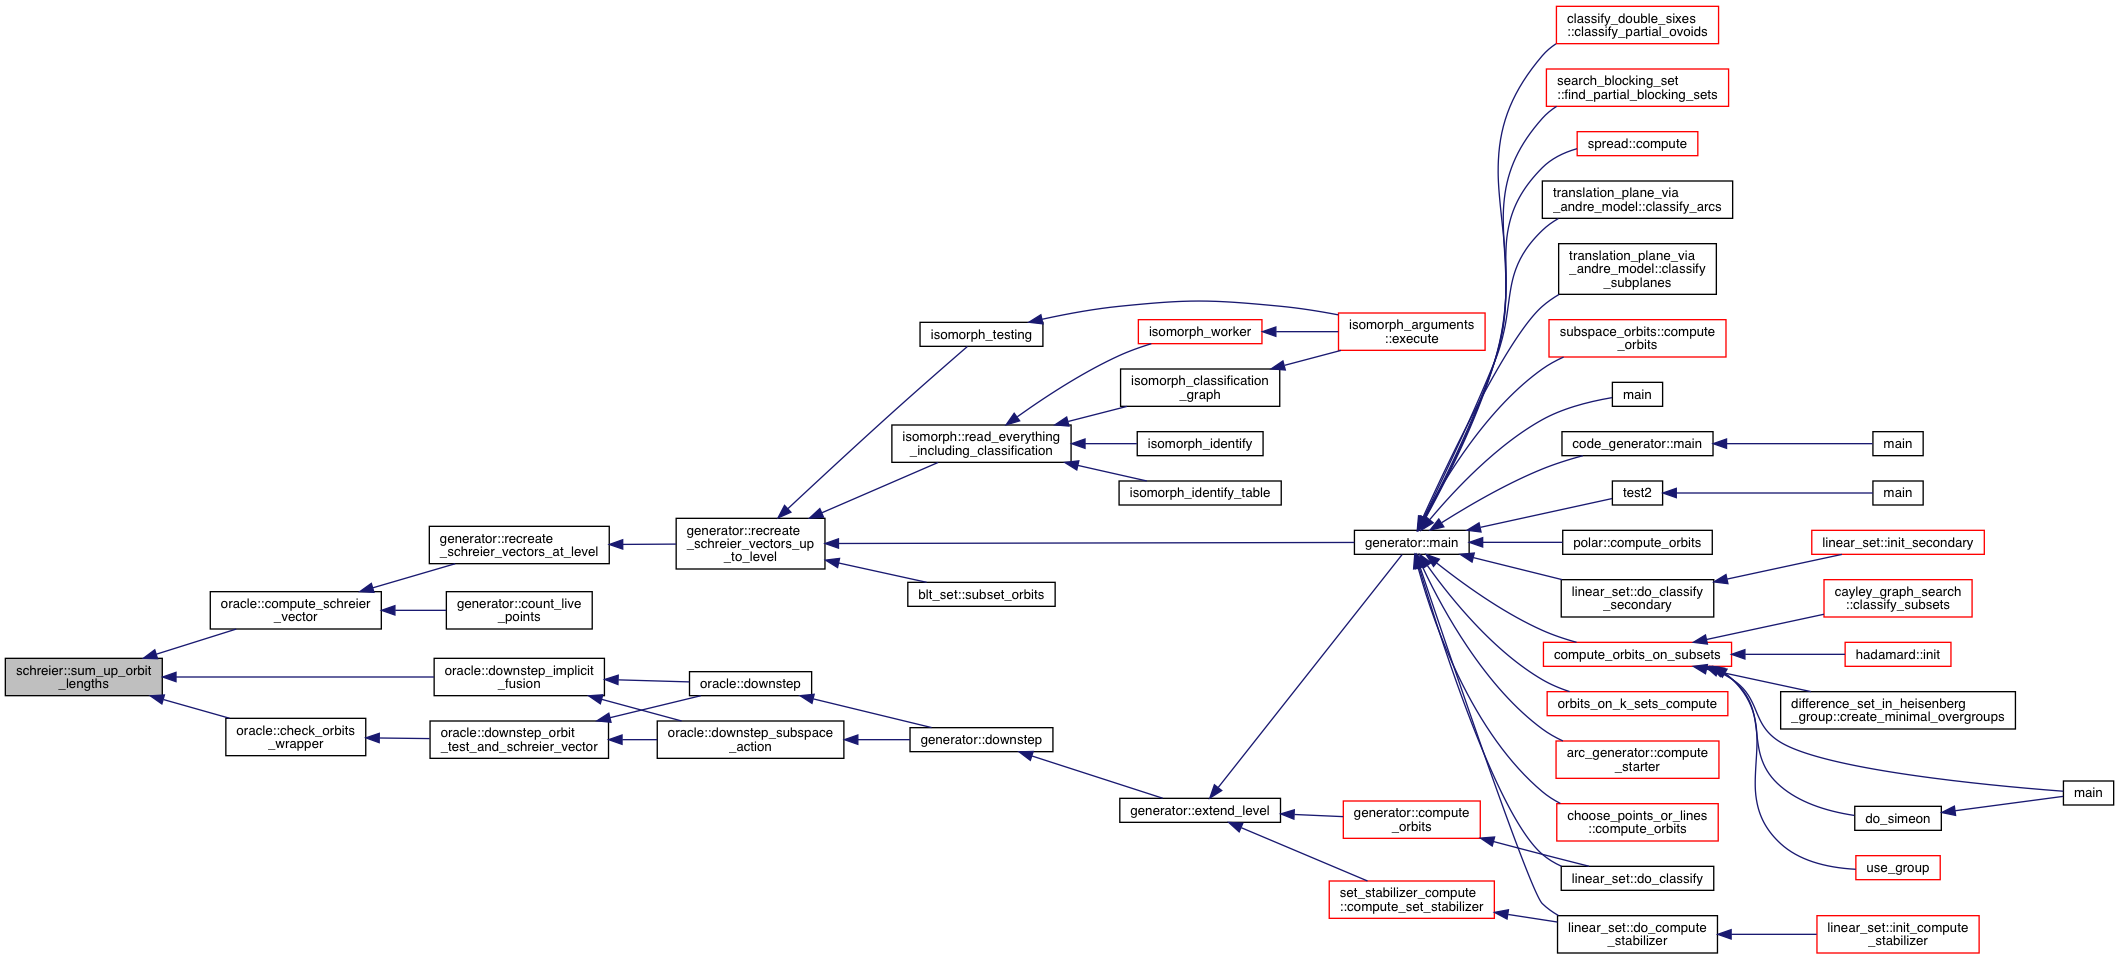 classify_double_sixes
::classify_partial_ovoids
search_blocking_set
::find_partial_blocking_sets
spread::compute
translation_plane_via
_andre_model::classify_arcs
translation_plane_via
_andre_model::classify
_subplanes
isomorph_testing
isomorph_worker
isomorph_arguments
::execute
subspace_orbits::compute
_orbits
isomorph_classification
_graph
main
isomorph::read_everything
_including_classification
isomorph_identify
code_generator::main
main
isomorph_identify_table
test2
main
generator::recreate
_schreier_vectors_at_level
generator::recreate
_schreier_vectors_up
_to_level
generator::main
polar::compute_orbits
linear_set::init_secondary
oracle::compute_schreier
_vector
generator::count_live
_points
blt_set::subset_orbits
linear_set::do_classify
_secondary
cayley_graph_search
::classify_subsets
schreier::sum_up_orbit
_lengths
oracle::downstep_implicit
_fusion
oracle::downstep
compute_orbits_on_subsets
hadamard::init
orbits_on_k_sets_compute
difference_set_in_heisenberg
_group::create_minimal_overgroups
oracle::check_orbits
_wrapper
oracle::downstep_orbit
_test_and_schreier_vector
oracle::downstep_subspace
_action
generator::downstep
arc_generator::compute
_starter
main
generator::extend_level
generator::compute
_orbits
choose_points_or_lines
::compute_orbits
do_simeon
linear_set::do_classify
use_group
set_stabilizer_compute
::compute_set_stabilizer
linear_set::do_compute
_stabilizer
linear_set::init_compute
_stabilizer